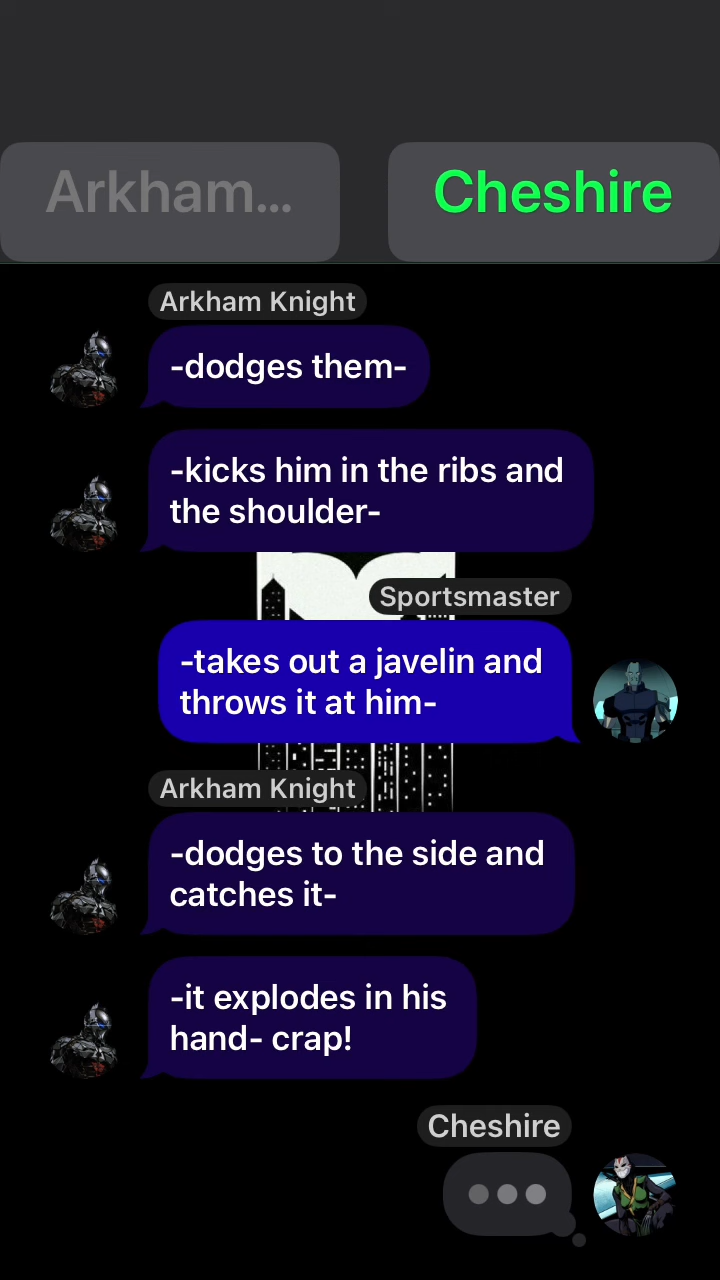 Arkham...
Cheshire
Arkham Knight
-dodges them-
-kicks him in the ribs and
the shoulder-
Sportsmaster
-takes out a javelin and
throws it at him-
Arkham Knight
-dodges to the side and
catches it-
-it explodes in his
hand- crap!
Cheshire